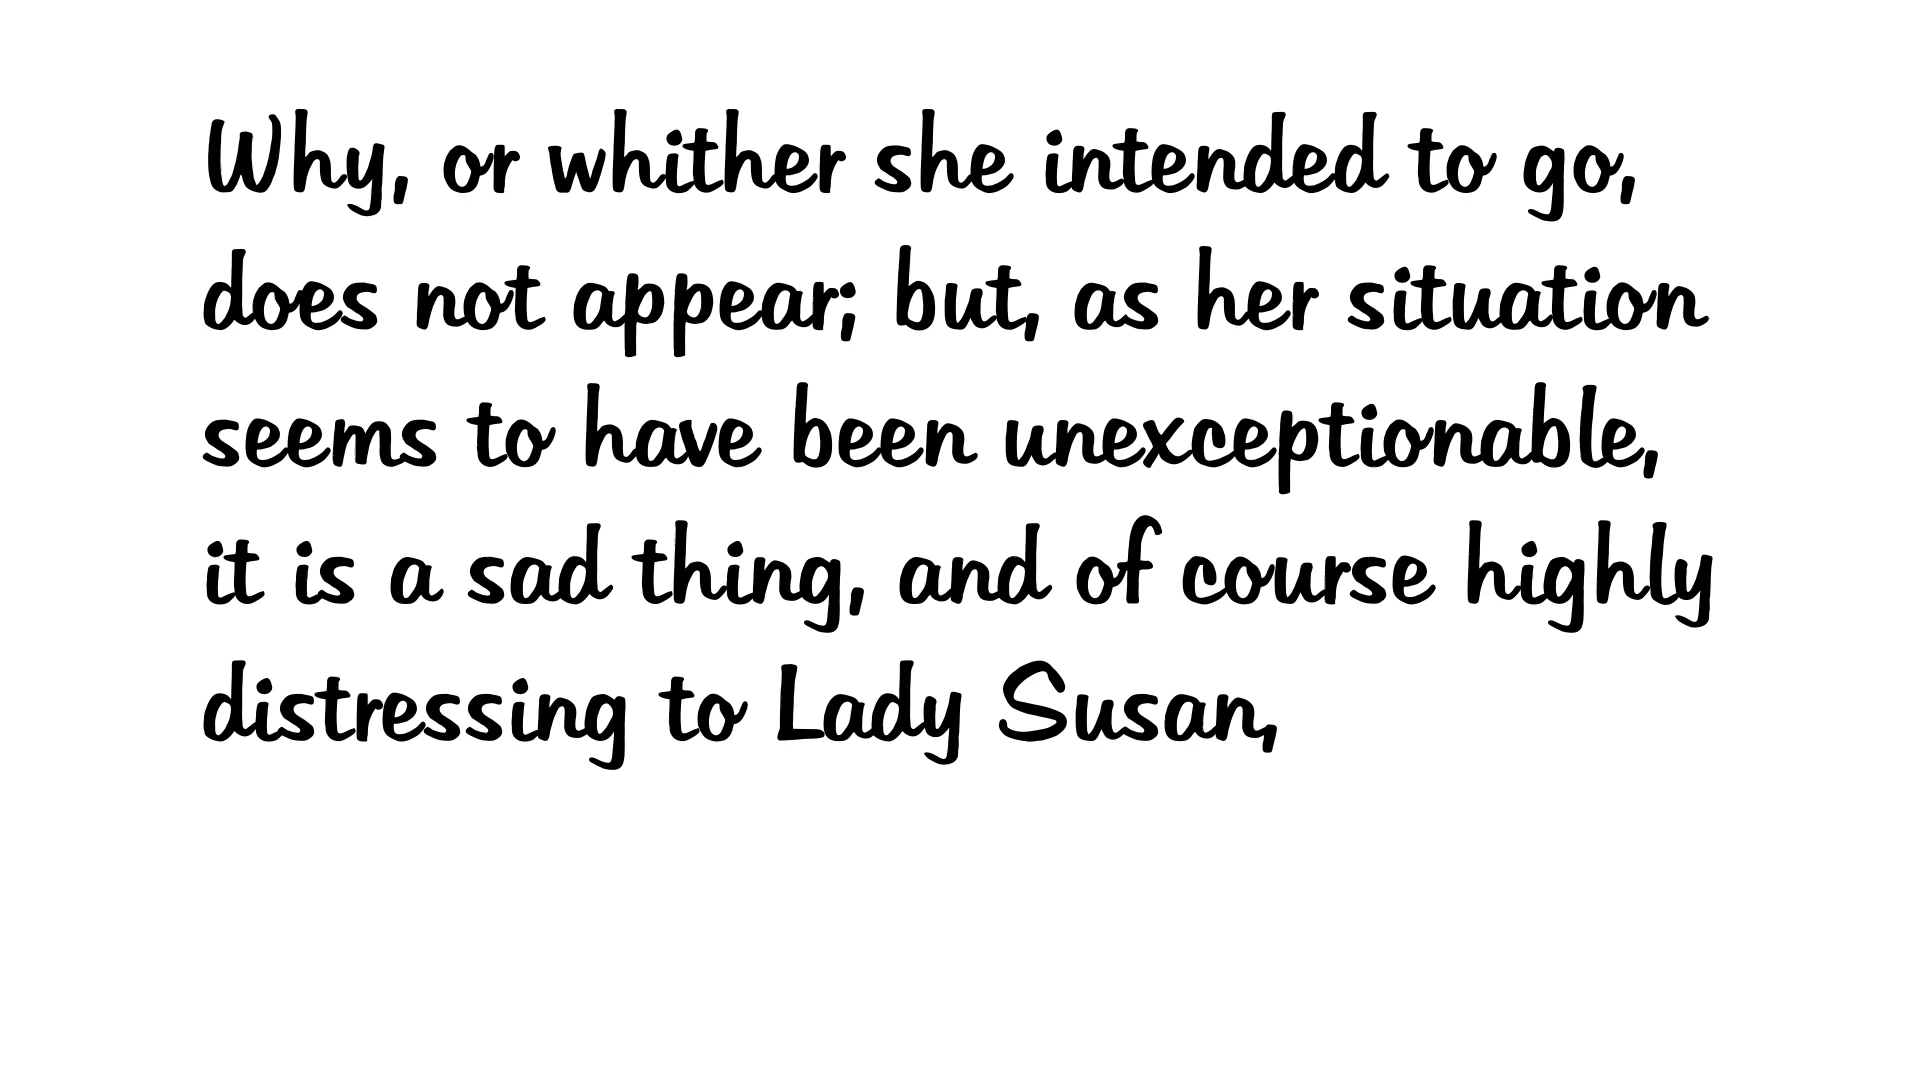 Why, or whither she intended to go,
does not appear; but, as her situation
seems to have been unexceptionable,
it is a sad thing, and of course highly
distressing to Lady Susan,